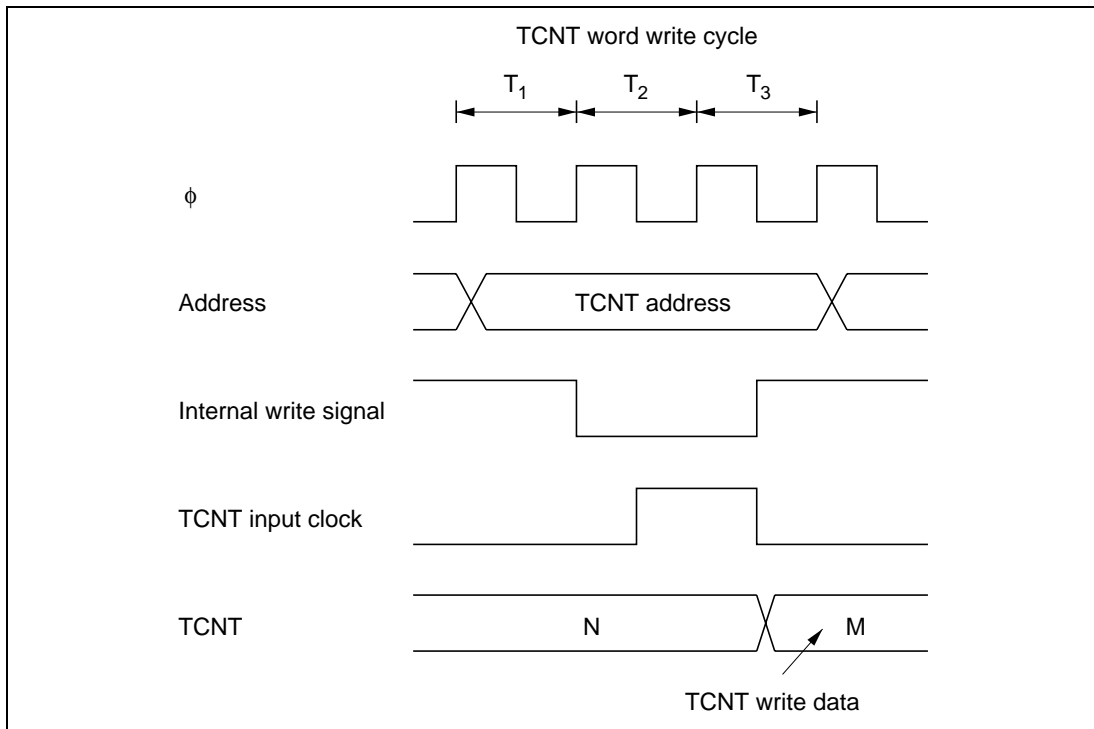 TCNT word write cycle
T1 T2 T3
ϕ
Address TCNT address
Internal write signal
TCNT input clock
TCNT N M
TCNT write data